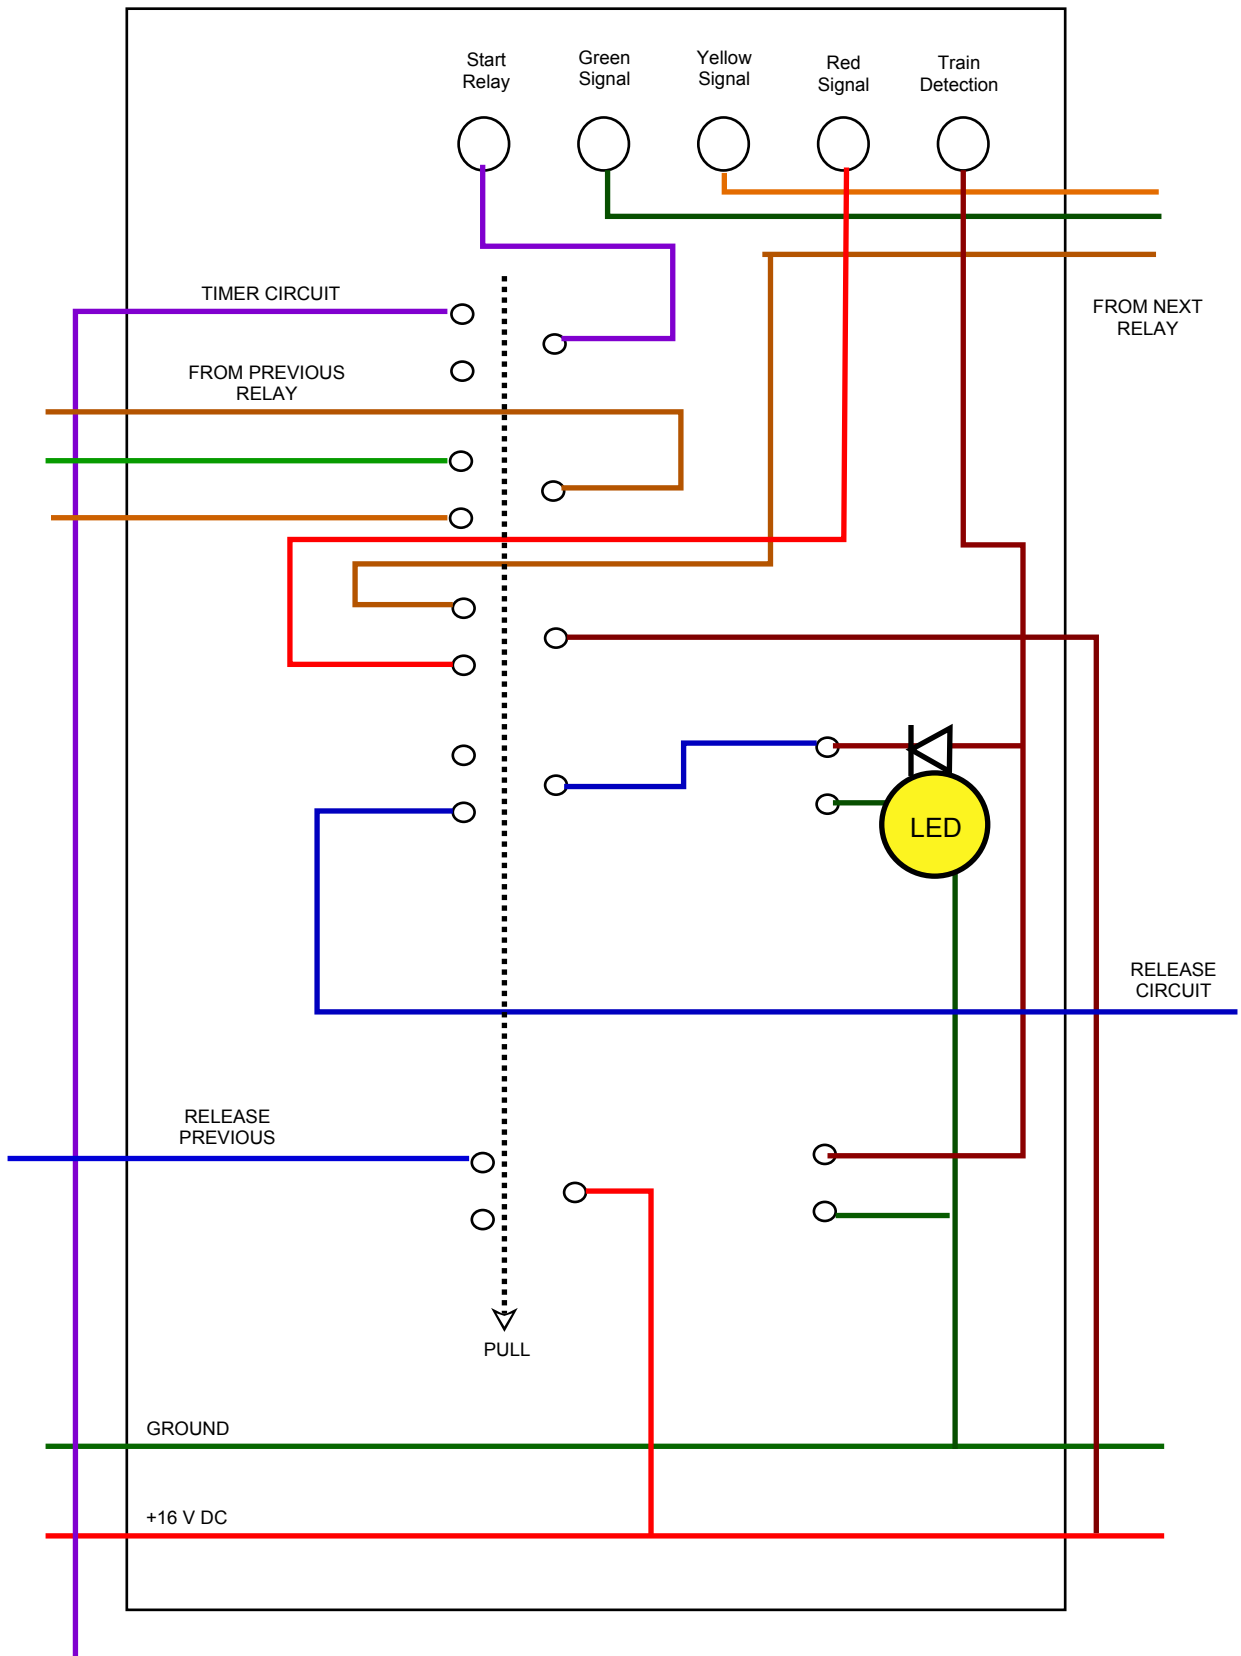 Start
Relay
Green
Signal
Yellow
Signal
Red
Signal
Train
Detection
TIMER CIRCUIT
FROM NEXT
RELAY
FROM PREVIOUS
RELAY
LED
RELEASE
CIRCUIT
RELEASE
PREVIOUS
PULL
GROUND
+16 V DC